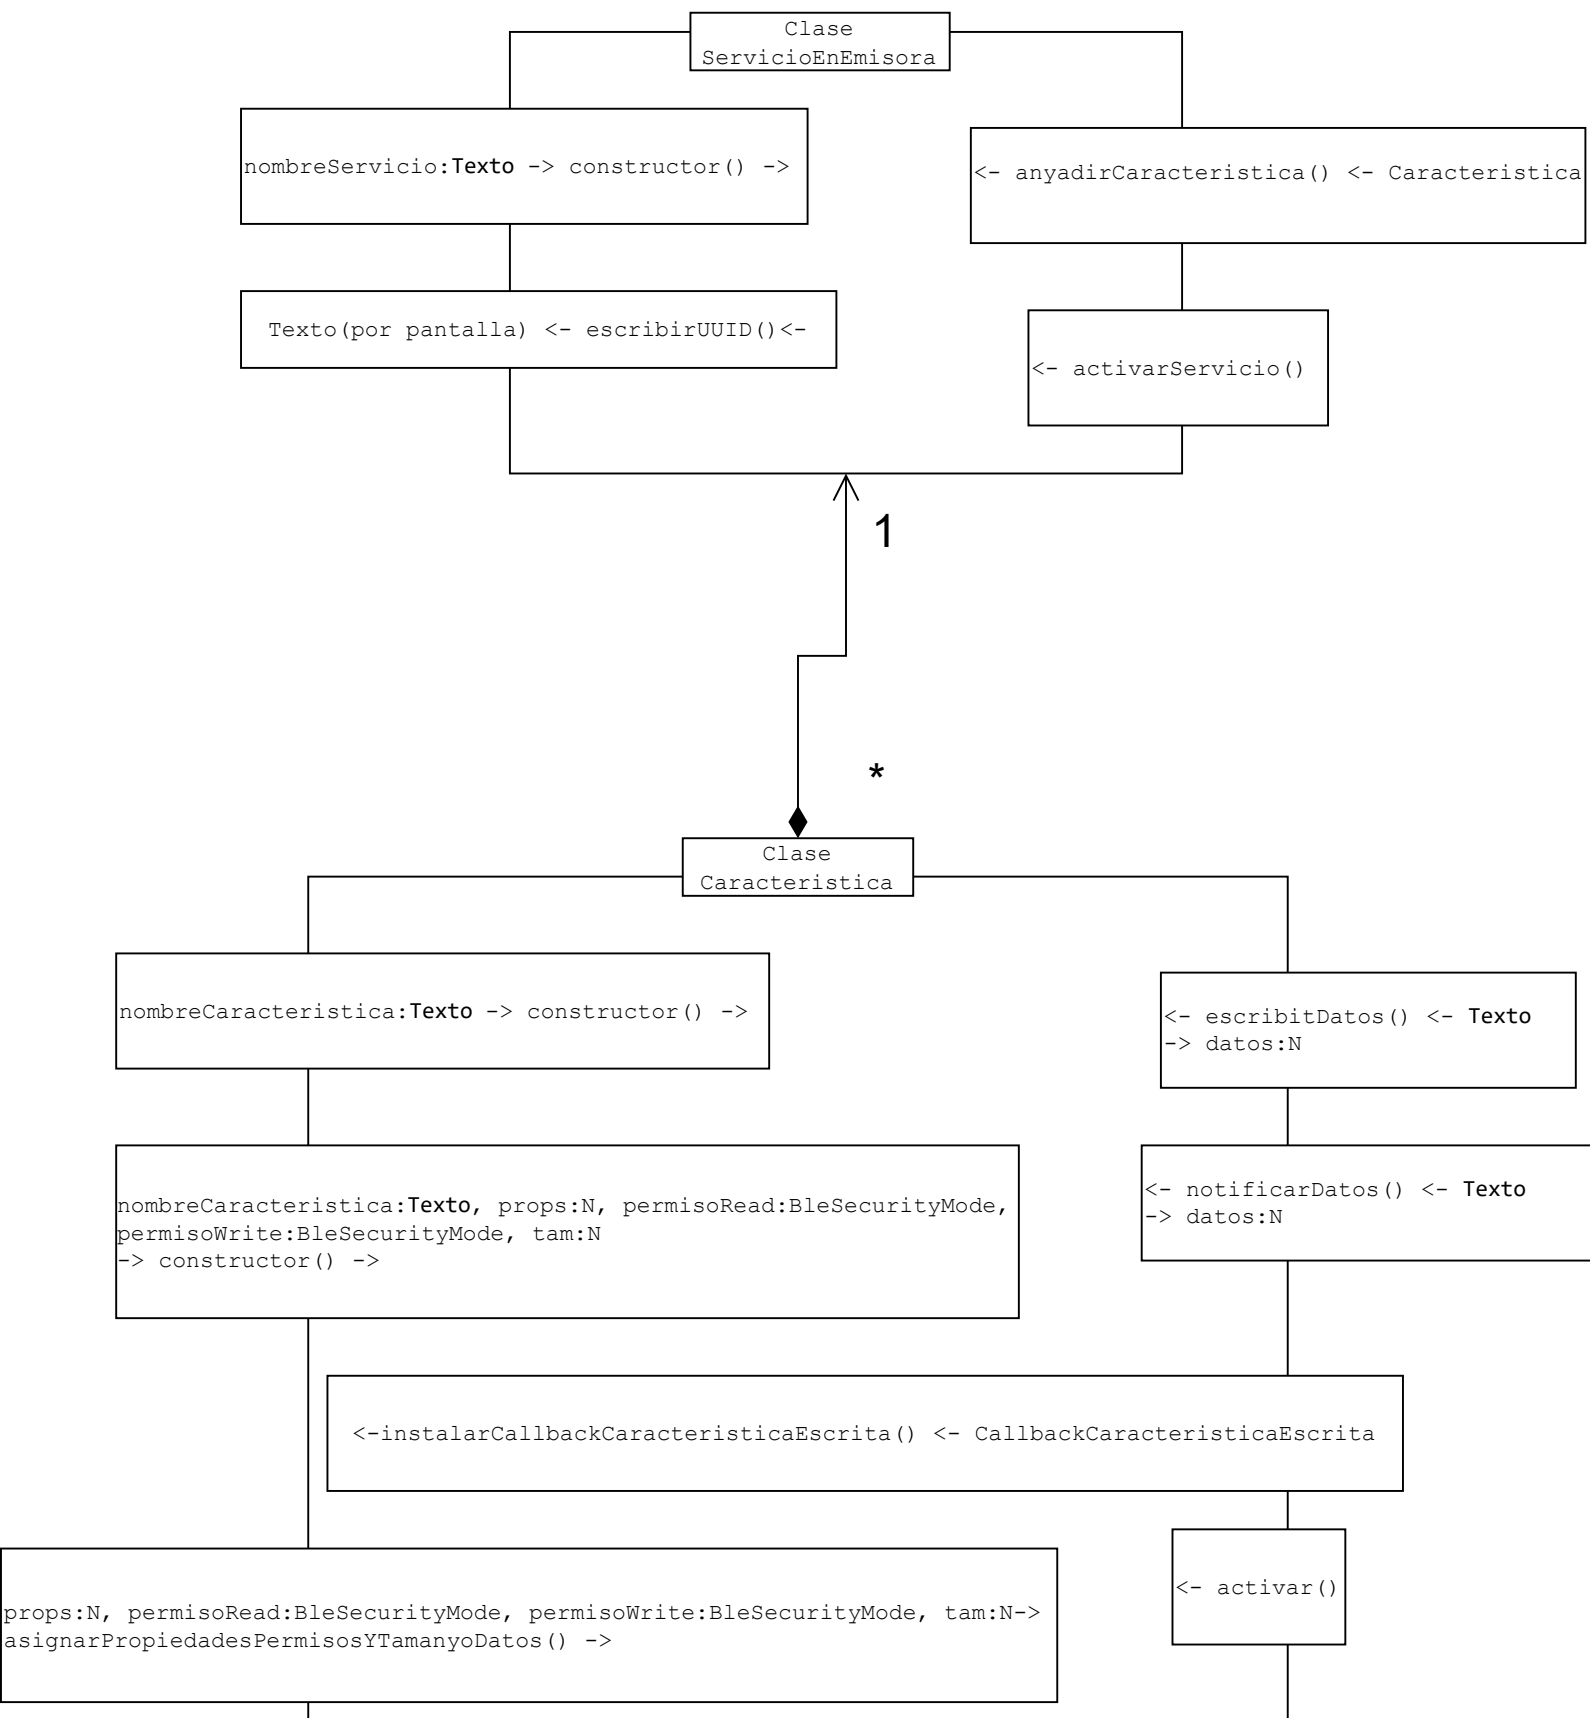 Clase
ServicioEnEmisora
nombreServicio:Texto -> constructor() ->
<- anyadirCaracteristica() <- Caracteristica
Texto(por pantalla) <- escribirUUID()<-
<- activarServicio()
1
*
Clase
Caracteristica
nombreCaracteristica:Texto -> constructor() ->
<- escribitDatos() <- Texto
-> datos:N
nombreCaracteristica:Texto, props:N, permisoRead:BleSecurityMode,
permisoWrite:BleSecurityMode, tam:N
-> constructor() ->
<- notificarDatos() <- Texto
-> datos:N
<-instalarCallbackCaracteristicaEscrita() <- CallbackCaracteristicaEscrita
<- activar()
props:N, permisoRead:BleSecurityMode, permisoWrite:BleSecurityMode, tam:N->
asignarPropiedadesPermisosYTamanyoDatos() ->